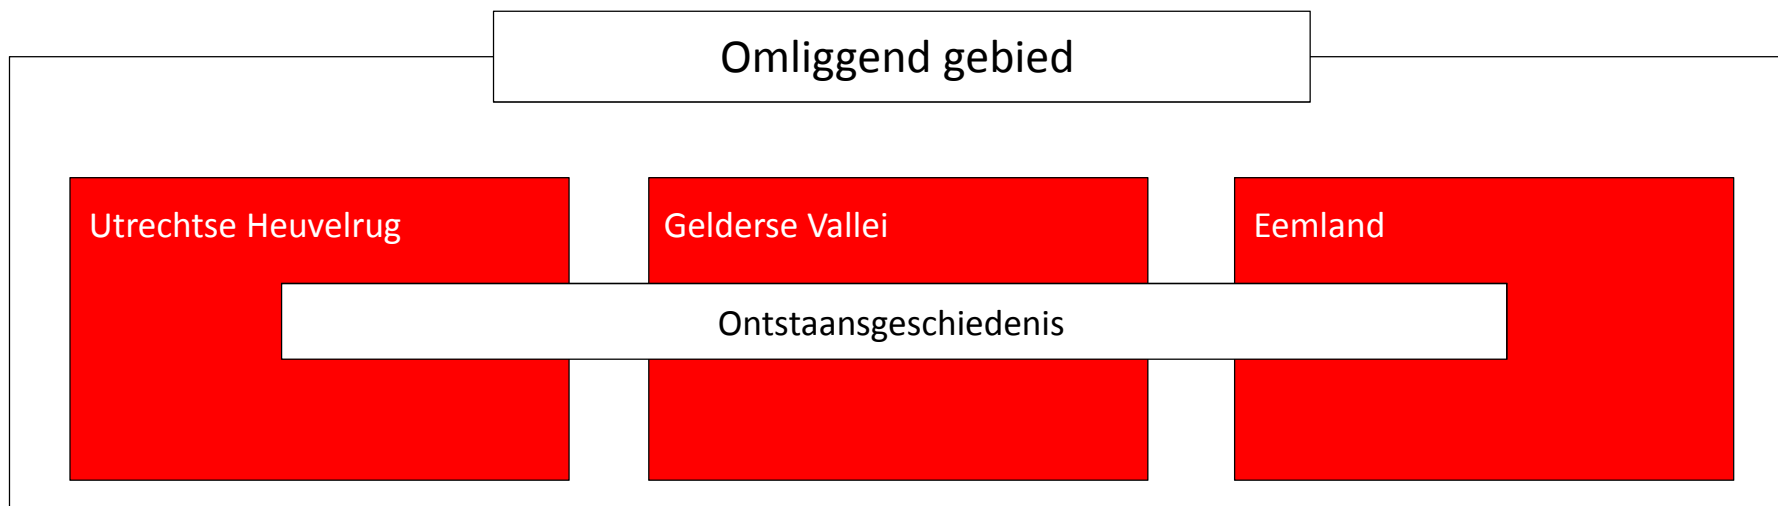 Omliggend gebied
Utrechtse Heuvelrug
Gelderse Vallei
Eemland
Ontstaansgeschiedenis